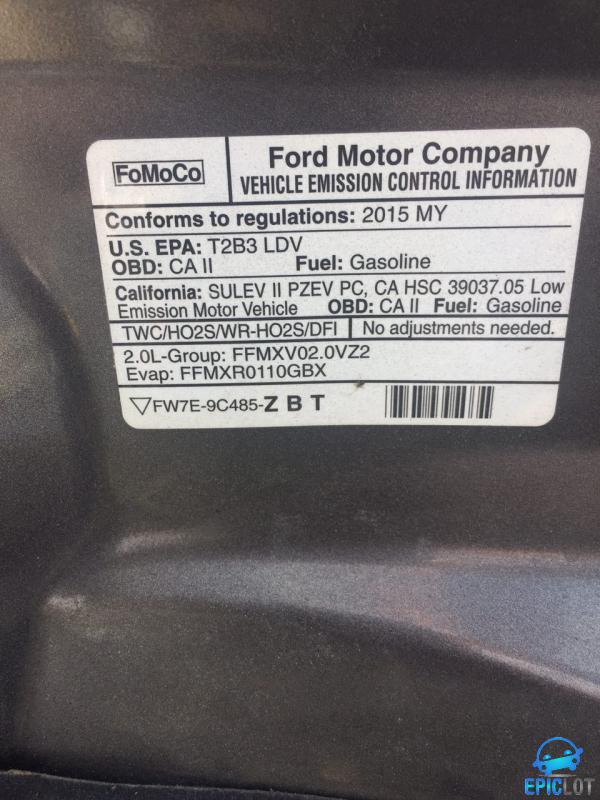 FoMoCo
Ford Motor Company
VEHICLE EMISSION CONTROL INFORMATION
Conforms to regulations: 2015 MY
U.S. EPA: T2B3 LDV
OBD: CA II Fuel: Gasoline
California: SULEV II PZEV PC, CA HSC 39037.05 Low
Emission Motor Vehicle OBD: CA II Fuel: Gasoline
TWC/HO2S/WR-HO2S/DFI No adjustments needed.
2.0L-Group: FFMXV02.0VZ2
Evap: FFMXR0110GBX
FW7E-9C485-Z B T
EPICLOT